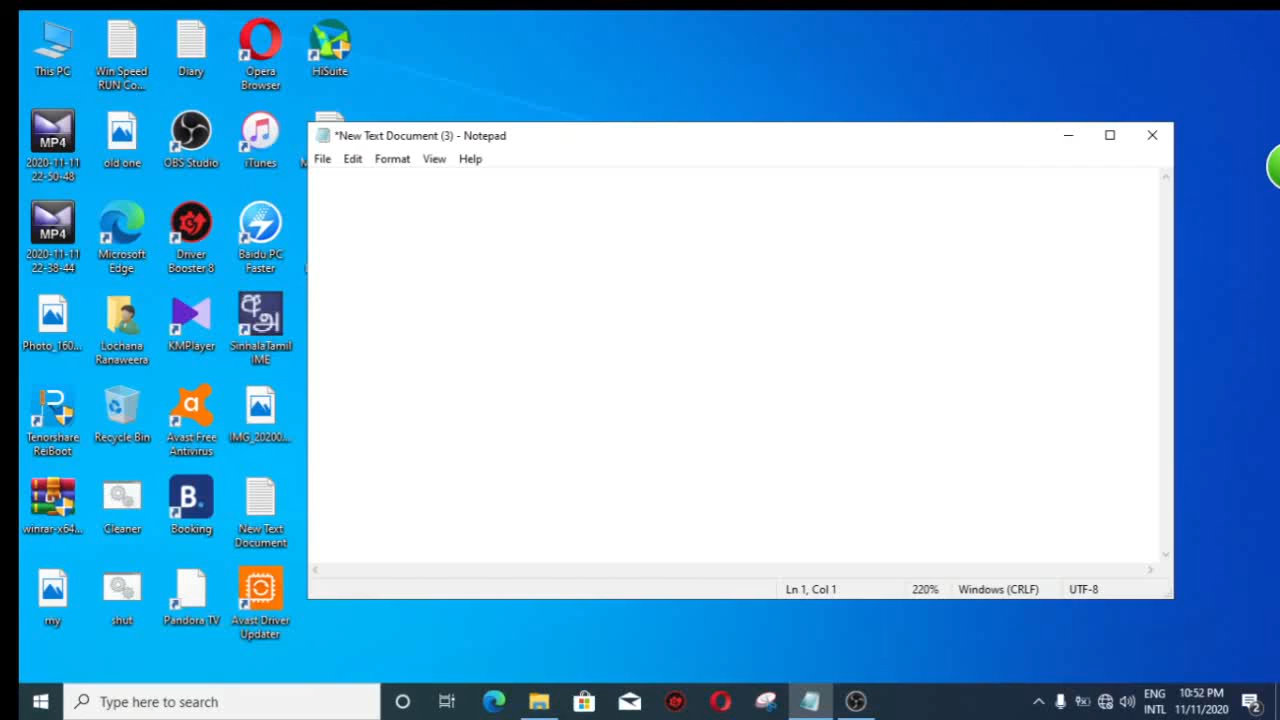 This PC
Win Speed
RUN Co...
Diary
Opera
Browser
HiSuite
MP4
2020-11-11
22-50-48
old one
OBS Studio
iTunes
MP4
2020-11-11
22-38-44
Microsoft
Edge
Driver
Booster 8
Baidu PC
Faster
Photo_160...
Lochana
Ranaweera
KMPlayer
අ
அ
SinhalaTamil
IME
Tenorshare
ReiBoot
Recycle Bin
a
Avast Free
Antivirus
IMG_20200...
winrar-x64...
Cleaner
B.
Booking
New Text
Document
my
shut
Pandora TV
Avast Driver
Updater
*New Text Document (3) - Notepad
File Edit Format View Help
Ln 1, Col 1 220% Windows (CRLF) UTF-8
Type here to search
ENG
INTL
10:52 PM
11/11/2020
2